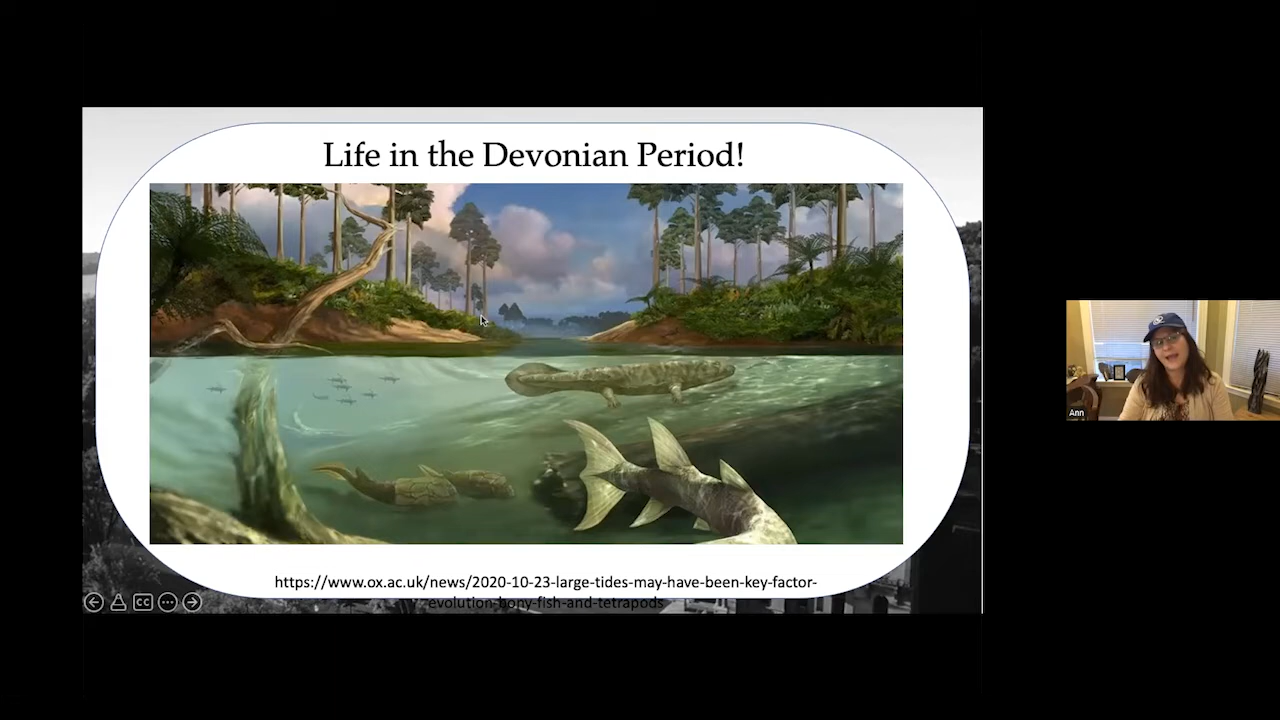 Life in the Devonian Period!
https://www.ox.ac.uk/news/2020-10-23-large-tides-may-have-been-key-factor-
evolution-bony-fish-and-tetrapods
CC
Ann